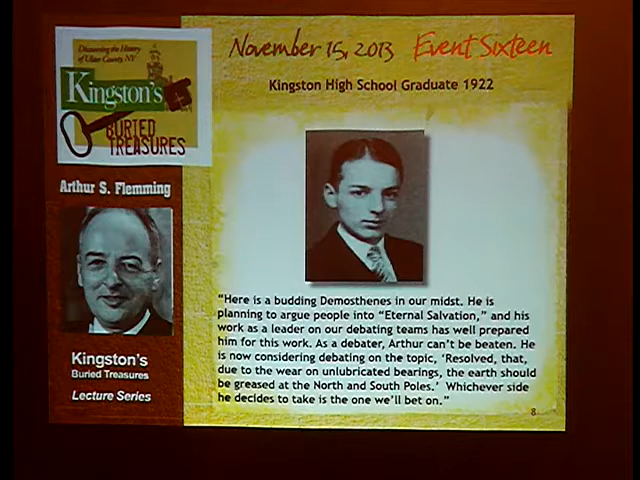 Discovering the History
of Ulster County, NY
Kingston's
BURIED
TREASURES
November 15, 2013 Event Sixteen
Kingston High School Graduate 1922
Arthur S. Flemming
Kingston's
Buried Treasures
Lecture Series
“Here is a budding Demosthenes in our midst. He is
planning to argue people into “Eternal Salvation,” and his
work as a leader on our debating teams has well prepared
him for this work. As a debater, Arthur can’t be beaten. He
is now considering debating on the topic, ‘Resolved, that,
due to the wear on unlubricated bearings, the earth should
be greased at the North and South Poles.’ Whichever side
he decides to take is the one we’ll bet on.”
8